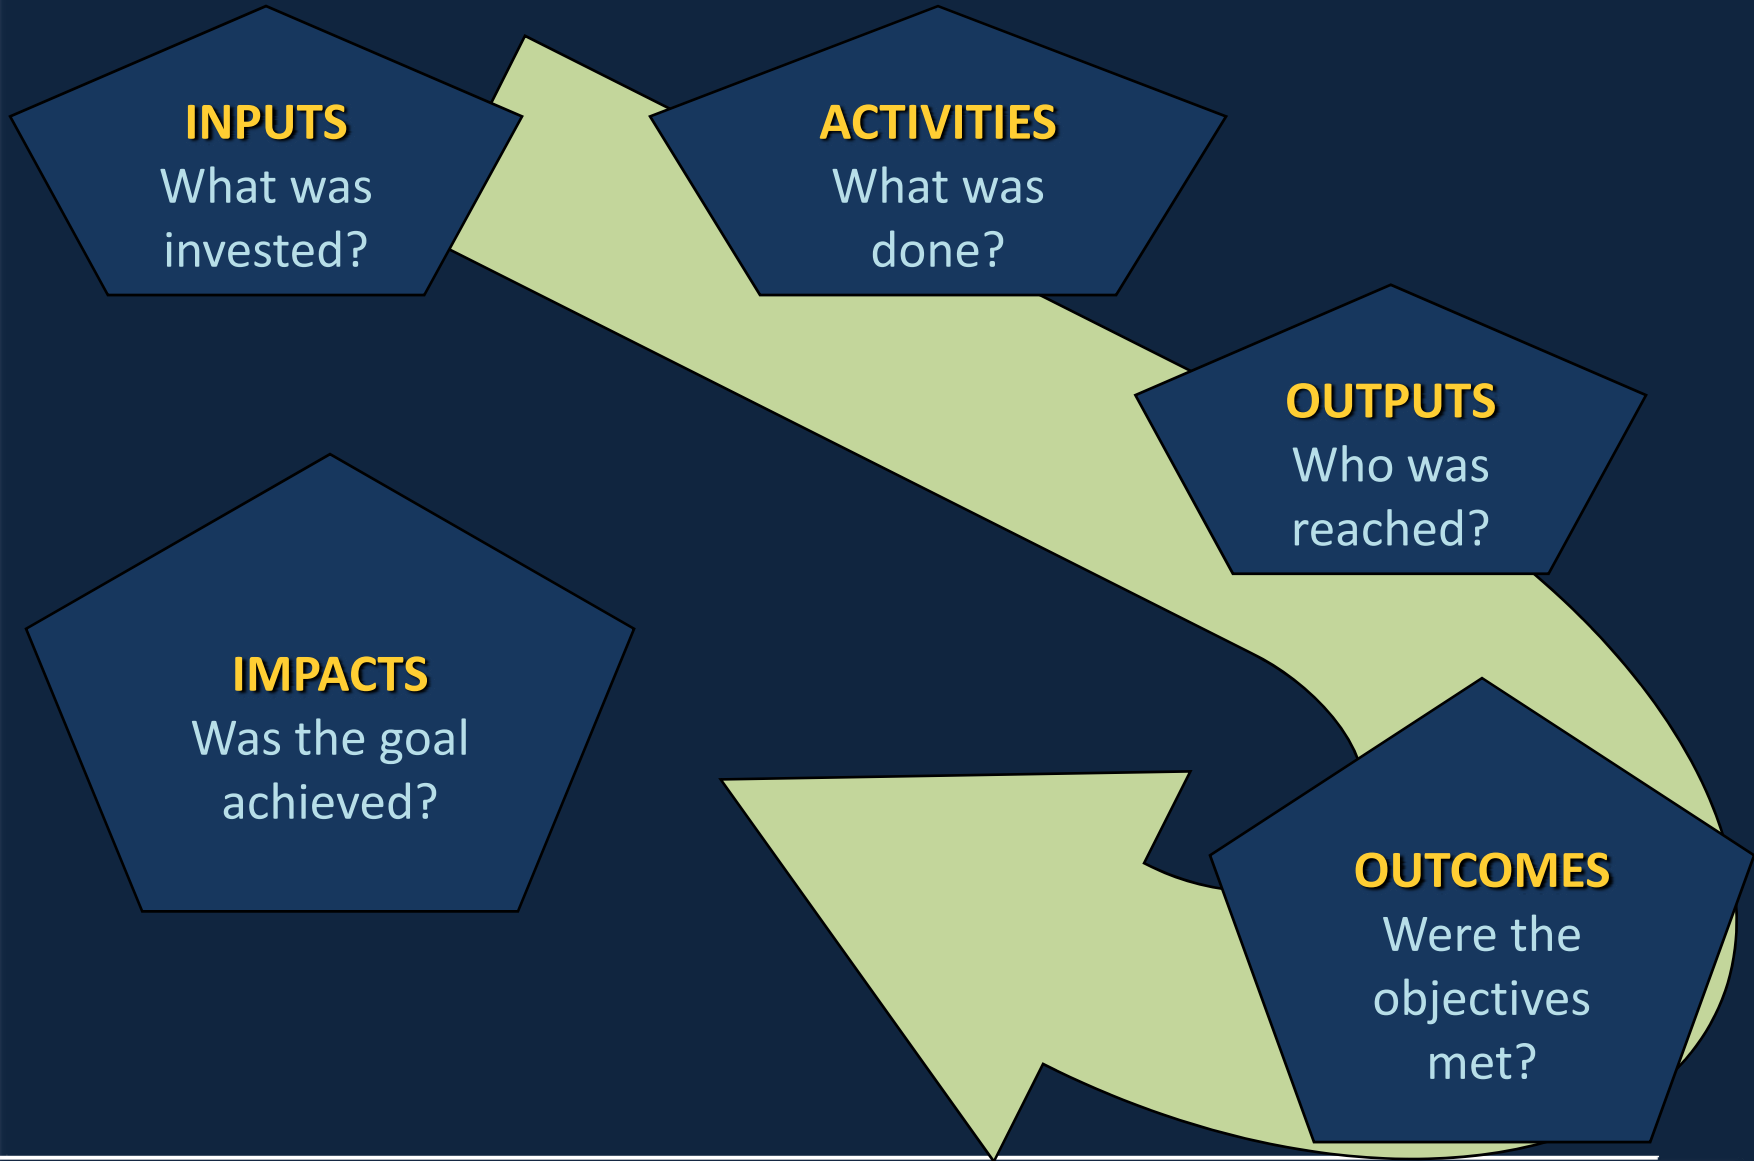 INPUTS
What was
invested?
ACTIVITIES
What was
done?
OUTPUTS
Who was
reached?
OUTCOMES
Were the
objectives
met?
IMPACTS
Was the goal
achieved?